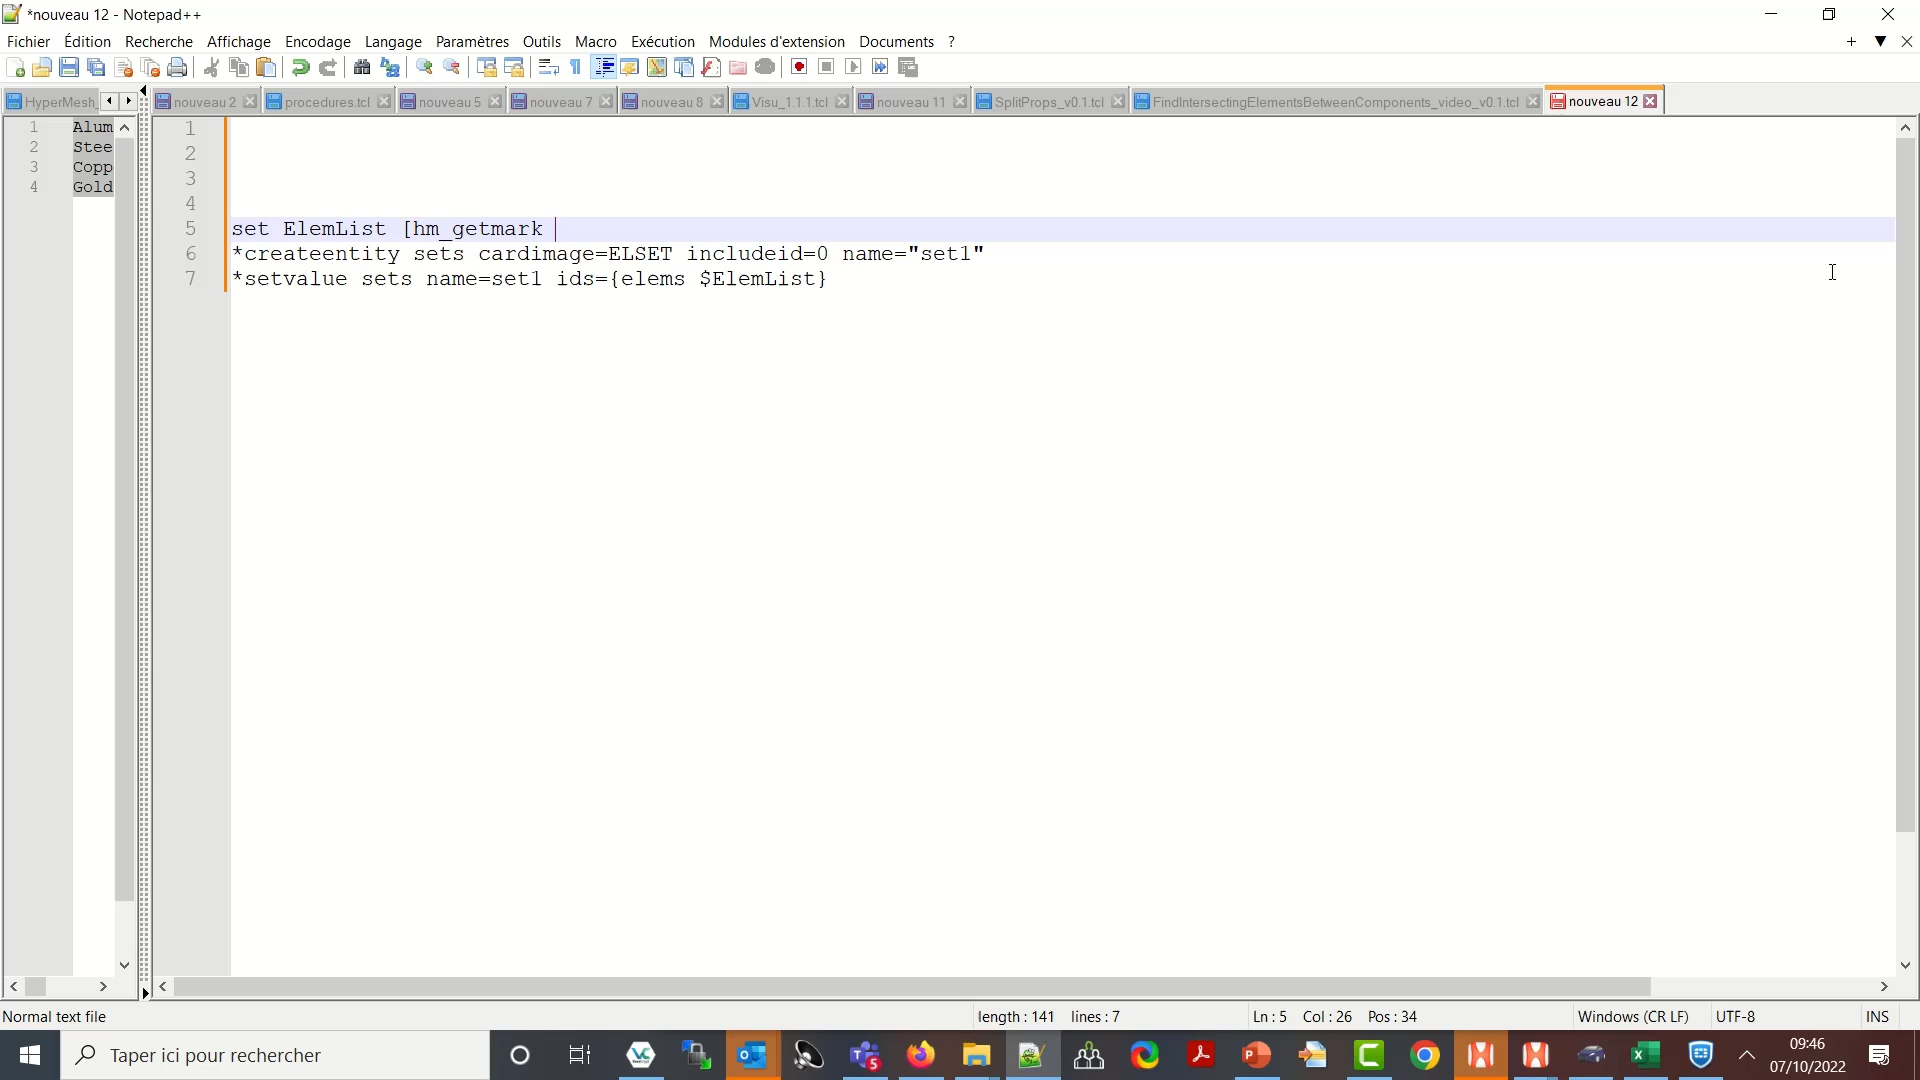 *nouveau 12 - Notepad++
Fichier Édition Recherche Affichage Encodage Langage Paramètres Outils Macro Exécution Modules d'extension Documents ?
HyperMesh_ nouveau 2 procedures.tcl nouveau 5 nouveau 7 nouveau 8 Visu_1.1.1.tcl nouveau 11 SplitProps_v0.1.tcl FindIntersectingElementsBetweenComponents_video_v0.1.tcl nouveau 12
1 Alum
2 Stee
3 Copp
4 Gold
1
2
3
4
5 set ElemList [hm_getmark
6 *createentity sets cardimage=ELSET includeid=0 name="set1"
7 *setvalue sets name=set1 ids={elems $ElemList}
Normal text file length : 141 lines : 7 Ln : 5 Col : 26 Pos : 34 Windows (CR LF) UTF-8 INS
Taper ici pour rechercher
09:46
07/10/2022